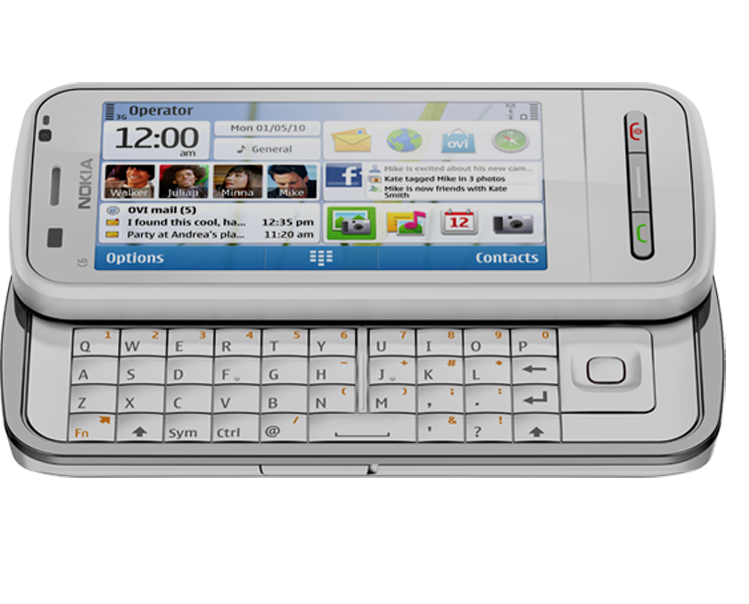 NOKIA
C6
3G Operator
12:00
am
Mon 01/05/10
General
ovi
Walker Julian Minna Mike
f
Mike is excited about his new cam...
Kate tagged Mike in 3 photos
Mike is now friends with Kate
Smith
@ OVI mail (5)
I found this cool, ha... 12:35 pm
Party at Andrea's pla... 11:20 am
12
Options
Contacts
Q 1 W 2 E 3 R 4 T 5 Y 6 U 7 I 8 O 9 P 0
A S D F G H - J + K # L *
Z X C V B N ( M ) , ; . :
Fn Sym Ctrl @ / ' & ? !